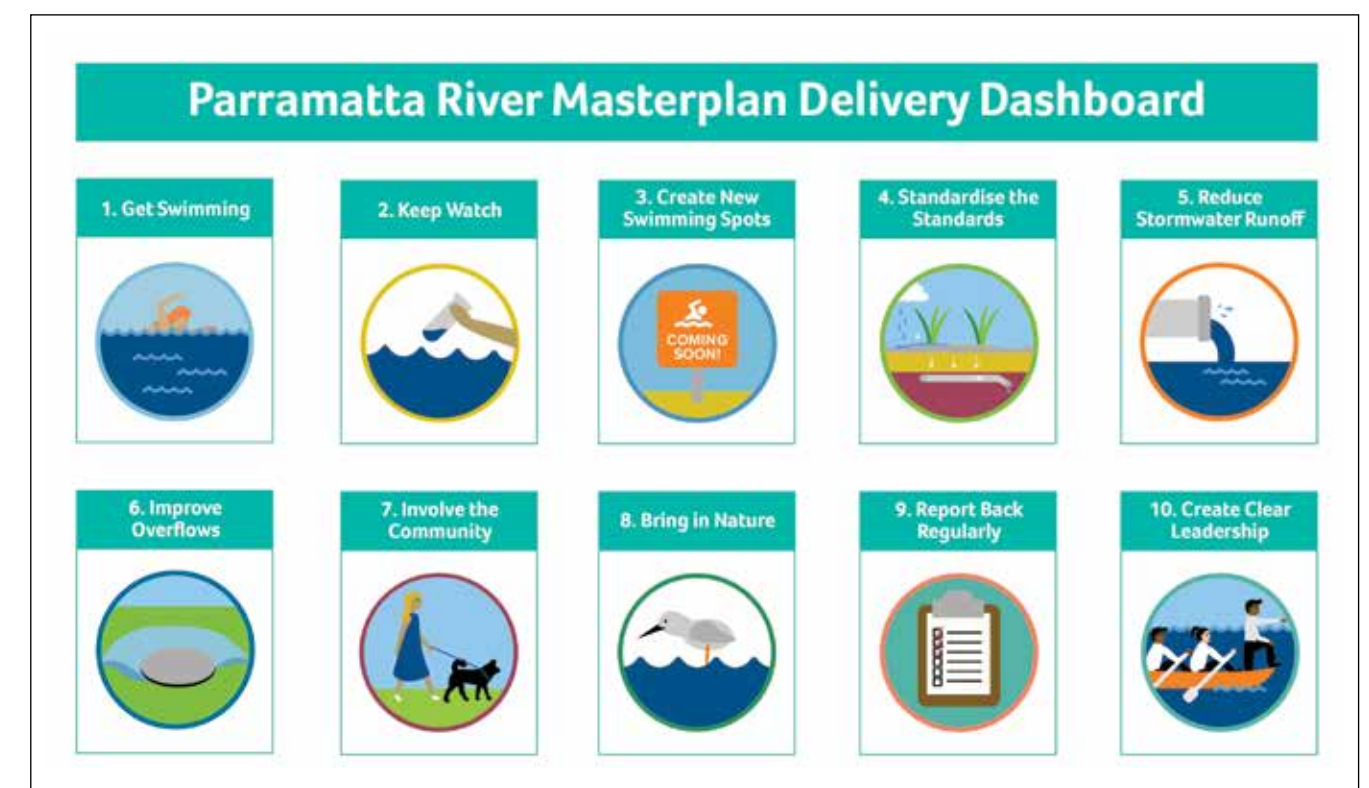 Parramatta River Masterplan Delivery Dashboard
1. Get Swimming
2. Keep Watch
3. Create New
Swimming Spots
4. Standardise the
Standards
5. Reduce
Stormwater Runoff
COMING
SOON!
6. Improve
Overflows
7. Involve the
Community
8. Bring in Nature
9. Report Back
Regularly
10. Create Clear
Leadership